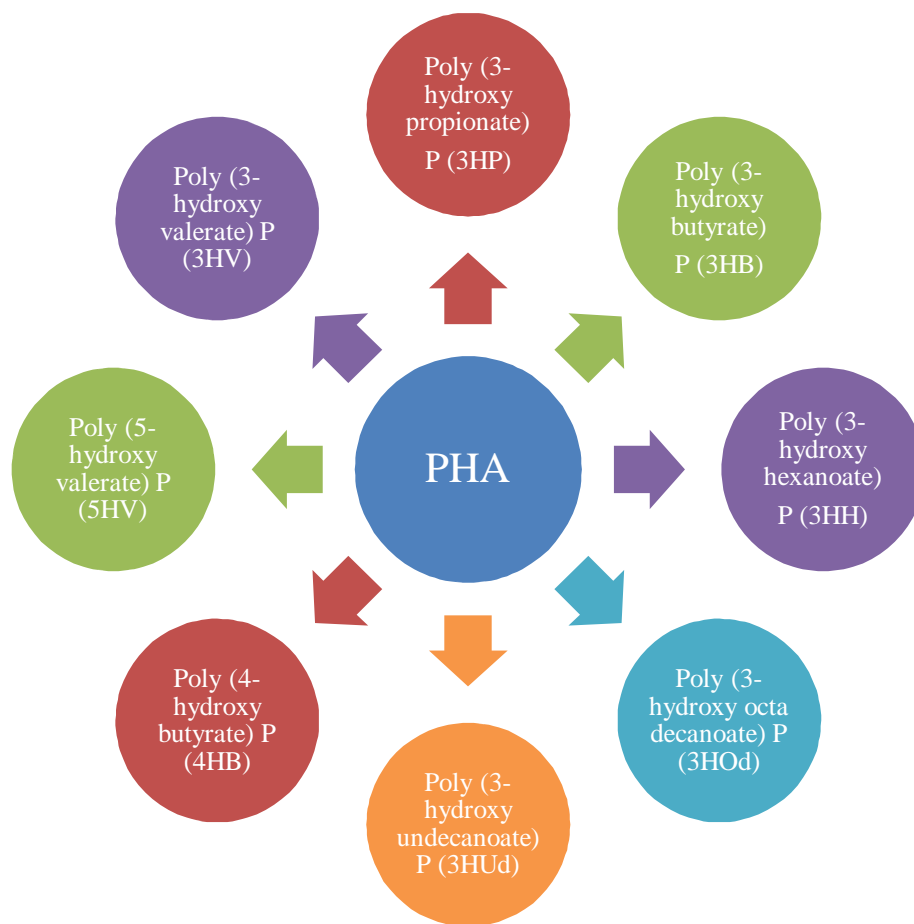 Poly (3-
hydroxy
propionate)
P (3HP)
Poly (3-
hydroxy
butyrate)
P (3HB)
Poly (3-
hydroxy
hexanoate)
P (3HH)
Poly (3-
hydroxy octa
decanoate) P
(3HOd)
Poly (3-
hydroxy
undecanoate)
P (3HUd)
Poly (4-
hydroxy
butyrate) P
(4HB)
Poly (5-
hydroxy
valerate) P
(5HV)
Poly (3-
hydroxy
valerate) P
(3HV)
PHA